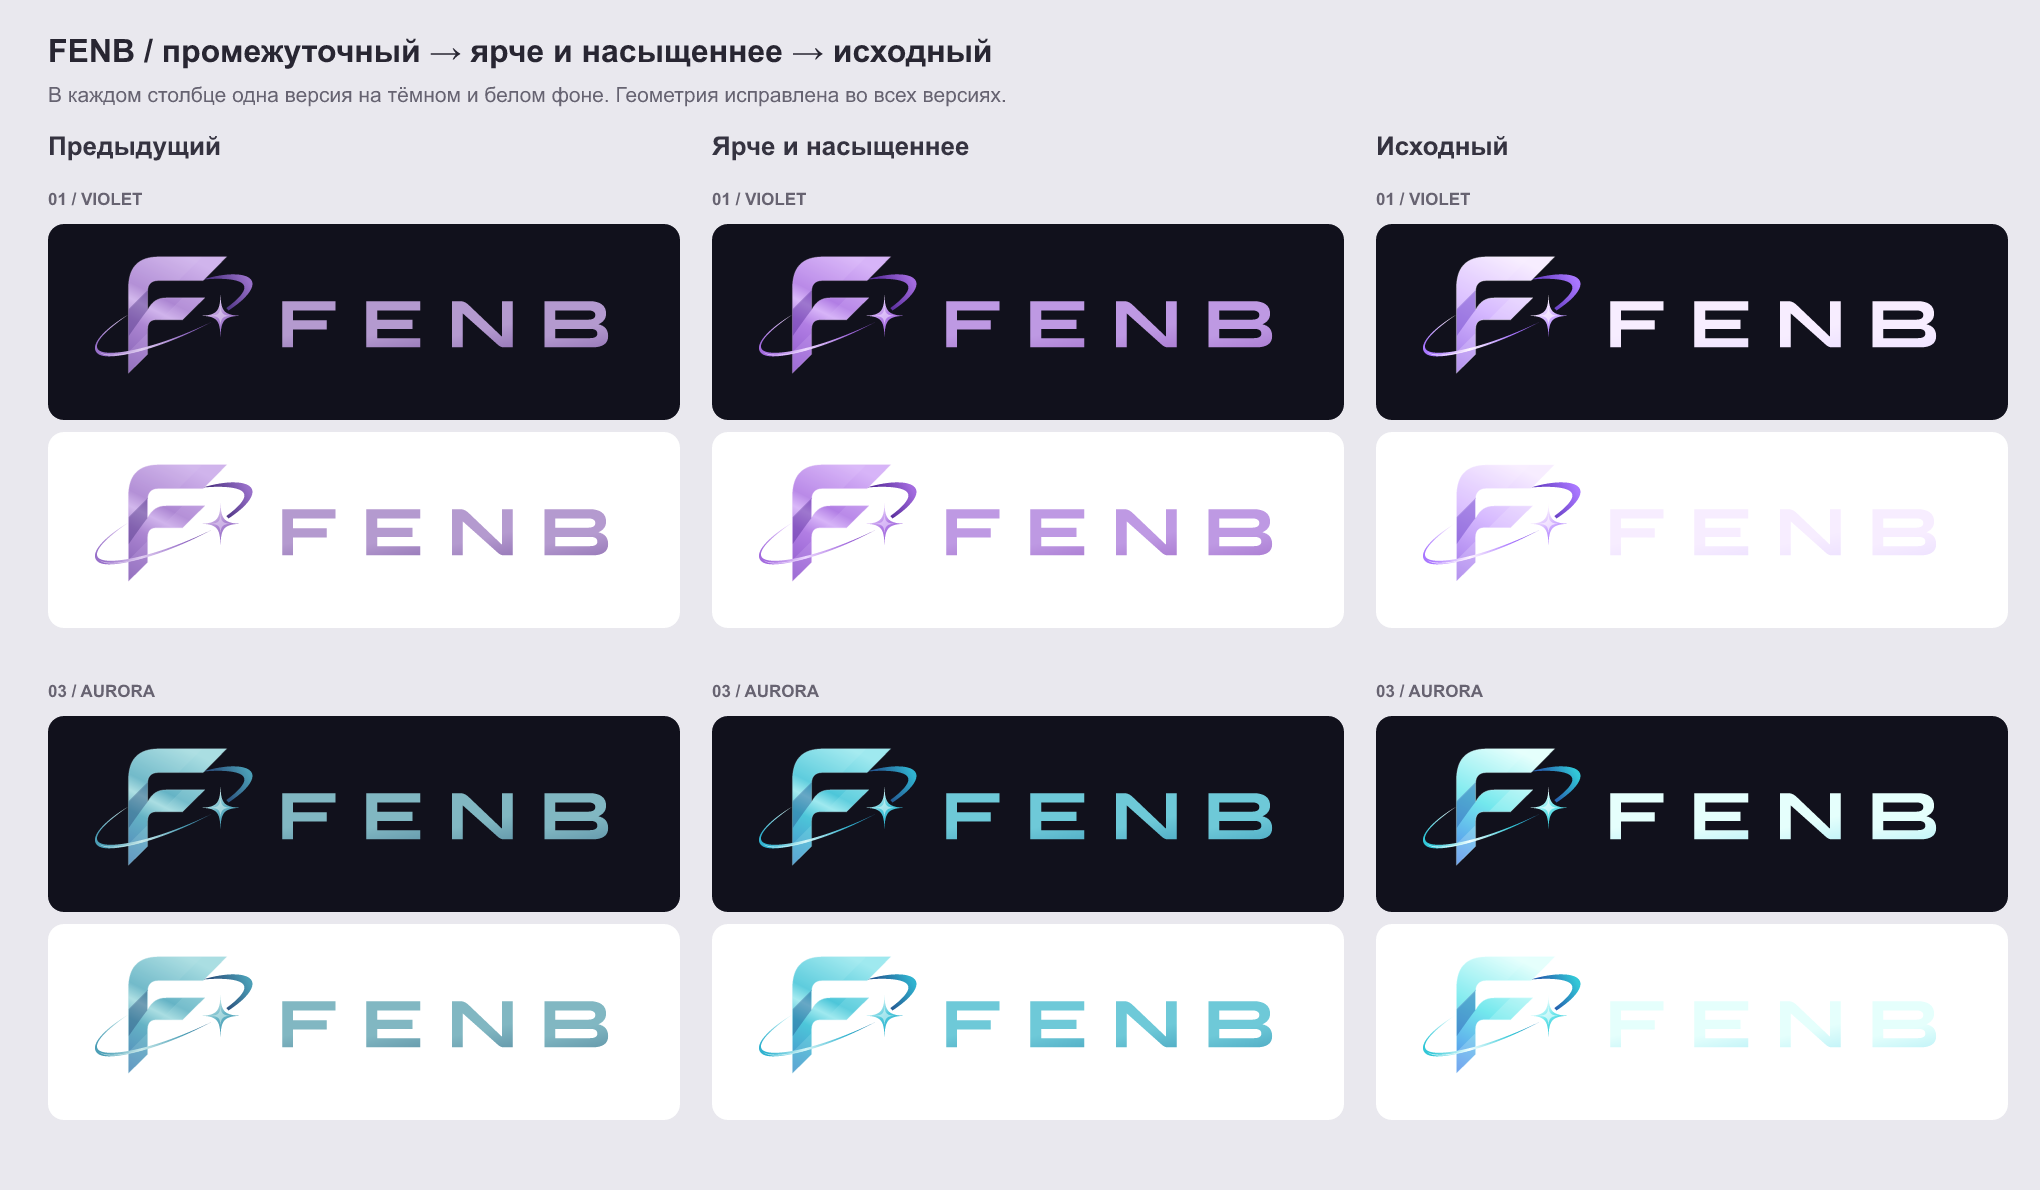 FENB / промежуточный → ярче и насыщеннее → исходный
В каждом столбце одна версия на тёмном и белом фоне. Геометрия исправлена во всех версиях.
Предыдущий
01 / VIOLET
FENB
FENB
03 / AURORA
FENB
FENB
Ярче и насыщеннее
01 / VIOLET
FENB
FENB
03 / AURORA
FENB
FENB
Исходный
01 / VIOLET
FENB
FENB
03 / AURORA
FENB
FENB